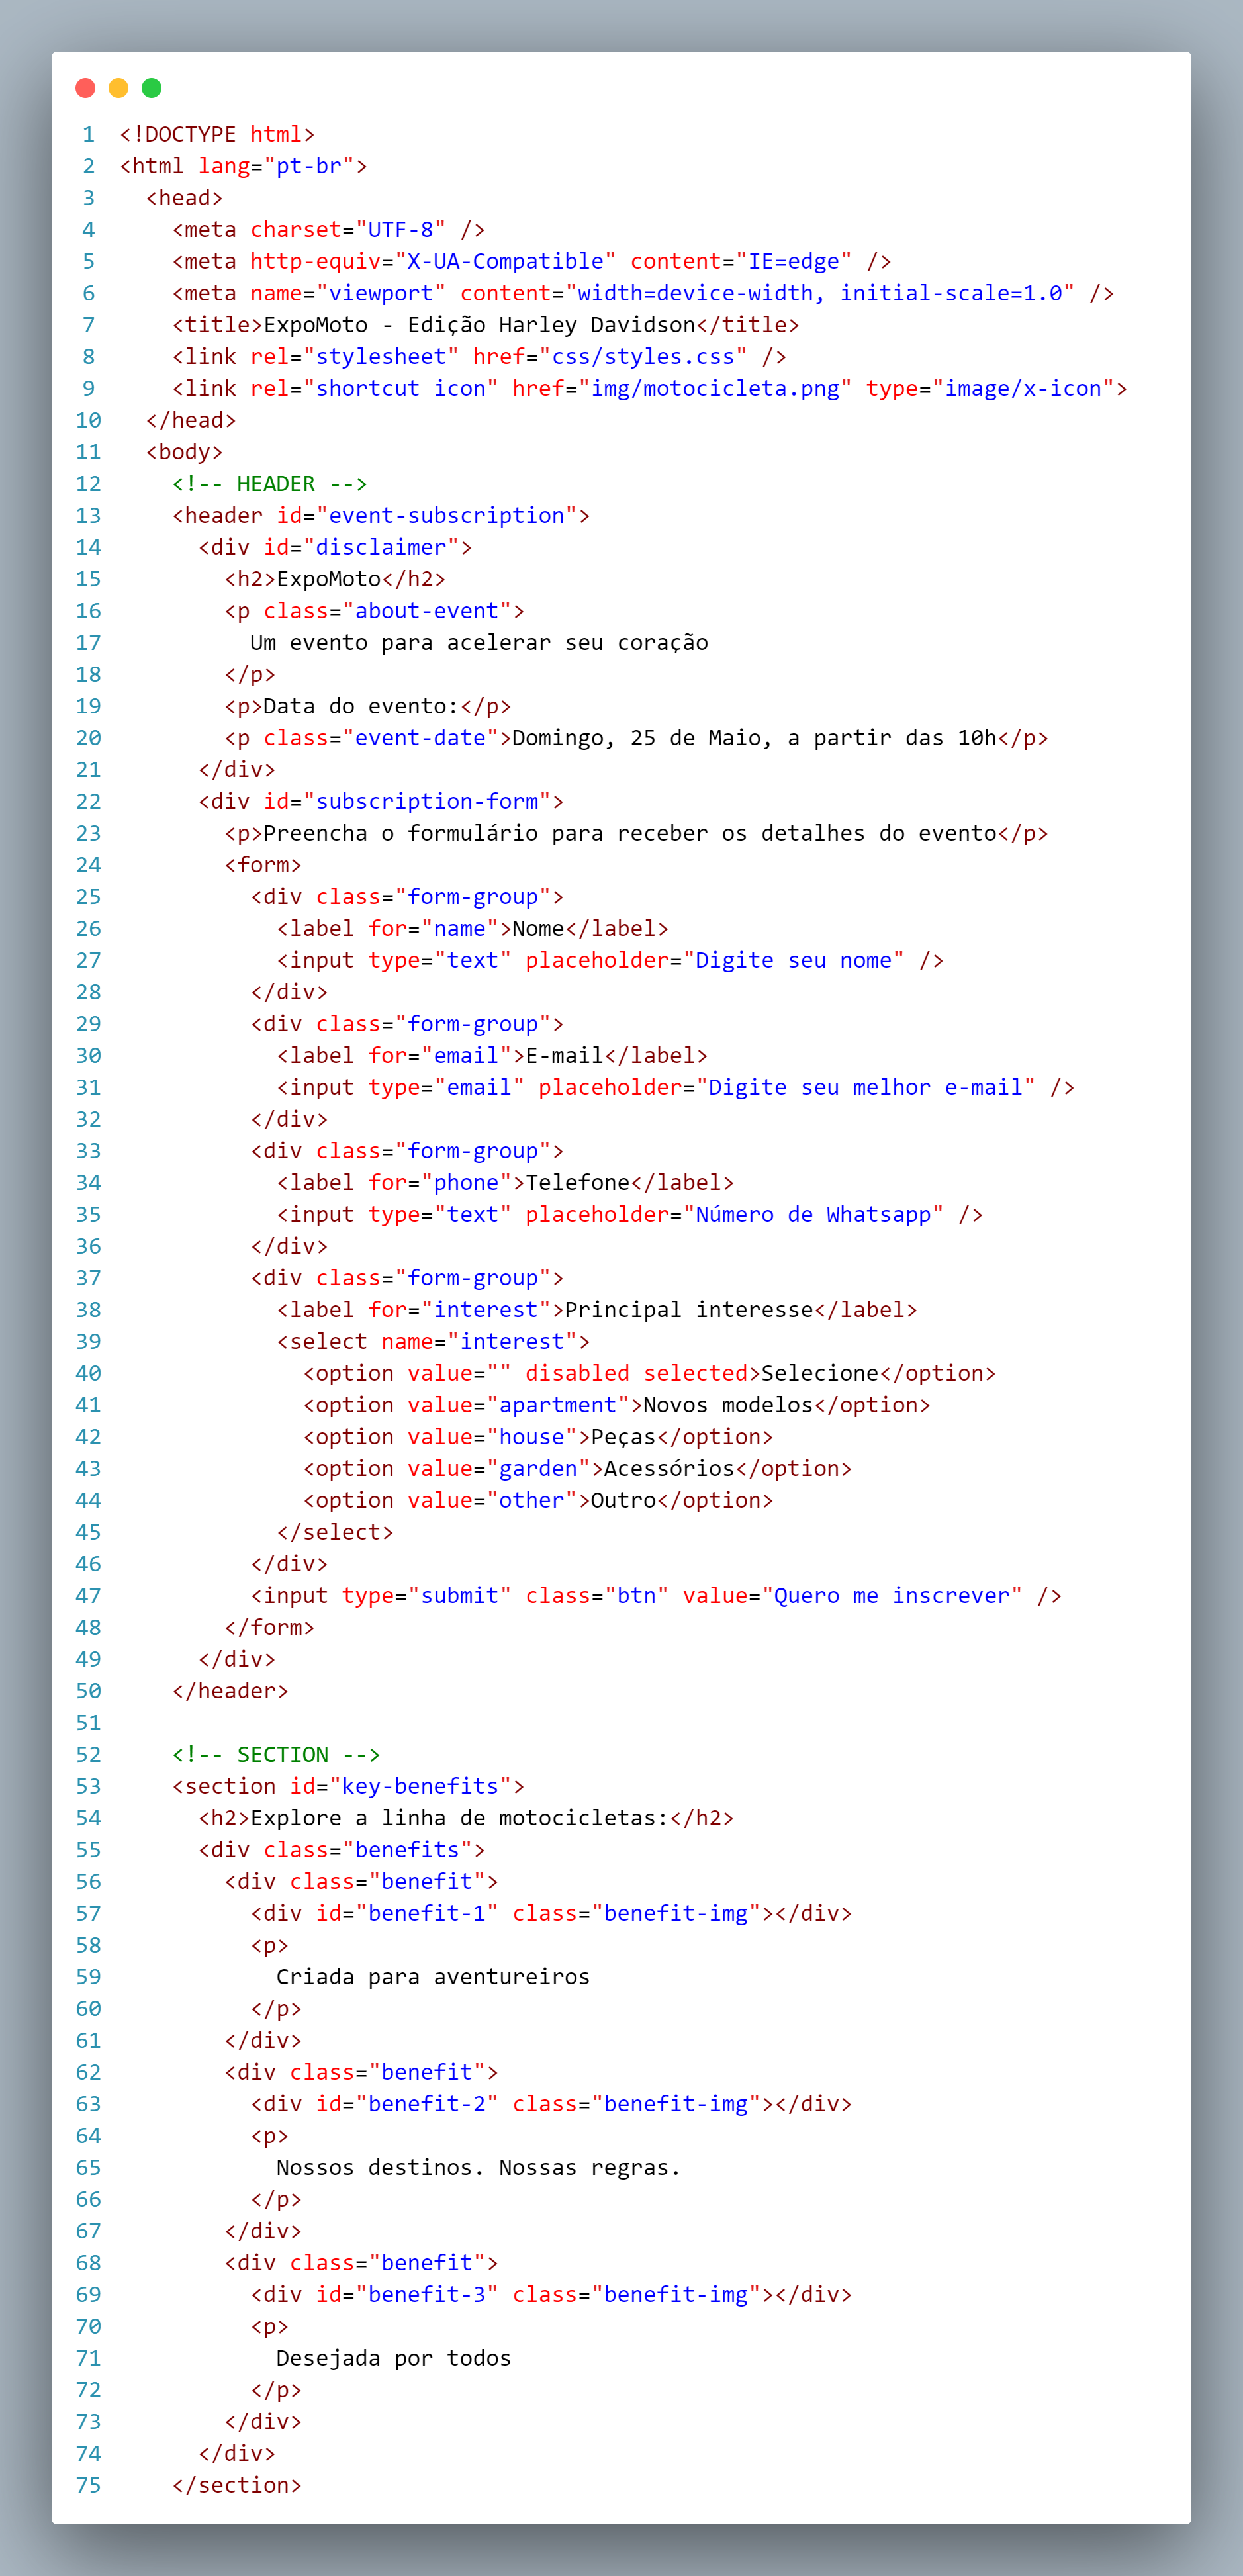 1 <!DOCTYPE html>
2 <html lang="pt-br">
3   <head>
4     <meta charset="UTF-8" />
5     <meta http-equiv="X-UA-Compatible" content="IE=edge" />
6     <meta name="viewport" content="width=device-width, initial-scale=1.0" />
7     <title>ExpoMoto - Edição Harley Davidson</title>
8     <link rel="stylesheet" href="css/styles.css" />
9     <link rel="shortcut icon" href="img/motocicleta.png" type="image/x-icon">
10   </head>
11   <body>
12     <!-- HEADER -->
13     <header id="event-subscription">
14       <div id="disclaimer">
15         <h2>ExpoMoto</h2>
16         <p class="about-event">
17           Um evento para acelerar seu coração
18         </p>
19         <p>Data do evento:</p>
20         <p class="event-date">Domingo, 25 de Maio, a partir das 10h</p>
21       </div>
22       <div id="subscription-form">
23         <p>Preencha o formulário para receber os detalhes do evento</p>
24         <form>
25           <div class="form-group">
26             <label for="name">Nome</label>
27             <input type="text" placeholder="Digite seu nome" />
28           </div>
29           <div class="form-group">
30             <label for="email">E-mail</label>
31             <input type="email" placeholder="Digite seu melhor e-mail" />
32           </div>
33           <div class="form-group">
34             <label for="phone">Telefone</label>
35             <input type="text" placeholder="Número de Whatsapp" />
36           </div>
37           <div class="form-group">
38             <label for="interest">Principal interesse</label>
39             <select name="interest">
40               <option value="" disabled selected>Selecione</option>
41               <option value="apartment">Novos modelos</option>
42               <option value="house">Peças</option>
43               <option value="garden">Acessórios</option>
44               <option value="other">Outro</option>
45             </select>
46           </div>
47           <input type="submit" class="btn" value="Quero me inscrever" />
48         </form>
49       </div>
50     </header>
51
52     <!-- SECTION -->
53     <section id="key-benefits">
54       <h2>Explore a linha de motocicletas:</h2>
55       <div class="benefits">
56         <div class="benefit">
57           <div id="benefit-1" class="benefit-img"></div>
58           <p>
59             Criada para aventureiros
60           </p>
61         </div>
62         <div class="benefit">
63           <div id="benefit-2" class="benefit-img"></div>
64           <p>
65             Nossos destinos. Nossas regras.
66           </p>
67         </div>
68         <div class="benefit">
69           <div id="benefit-3" class="benefit-img"></div>
70           <p>
71             Desejada por todos
72           </p>
73         </div>
74       </div>
75     </section>